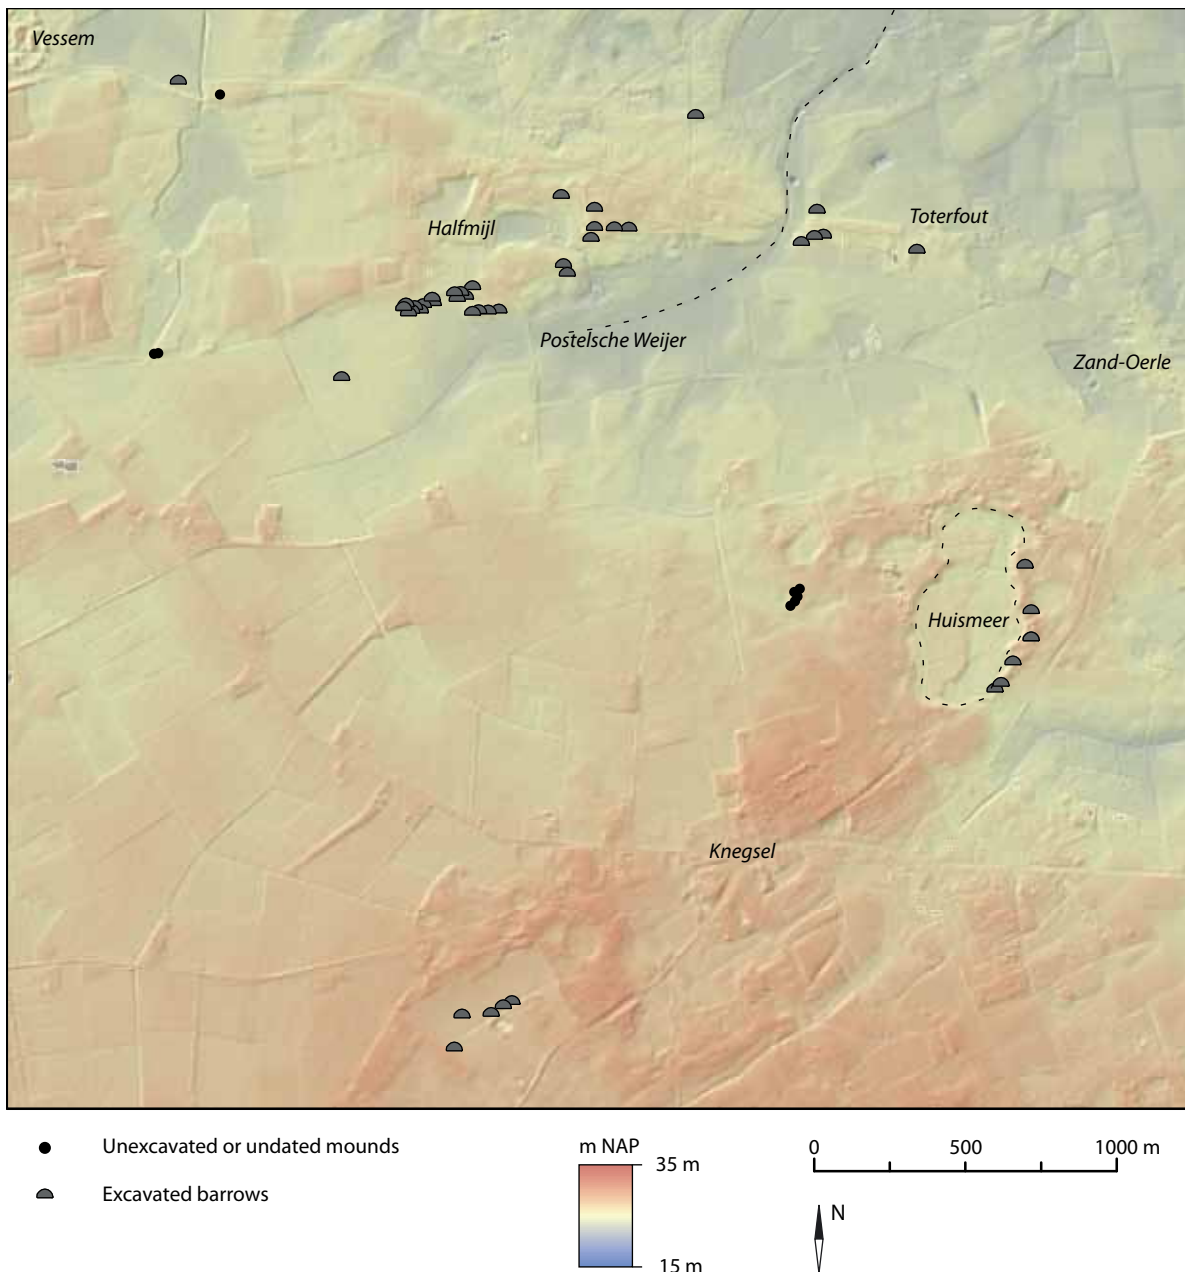 Vessem
Halfmijl
Toterfout
Postelsche Weijer
Zand-Oerle
Huismeer
Knegsel
Unexcavated or undated mounds
Excavated barrows
m NAP
35 m
15 m
0 500 1000 m
N